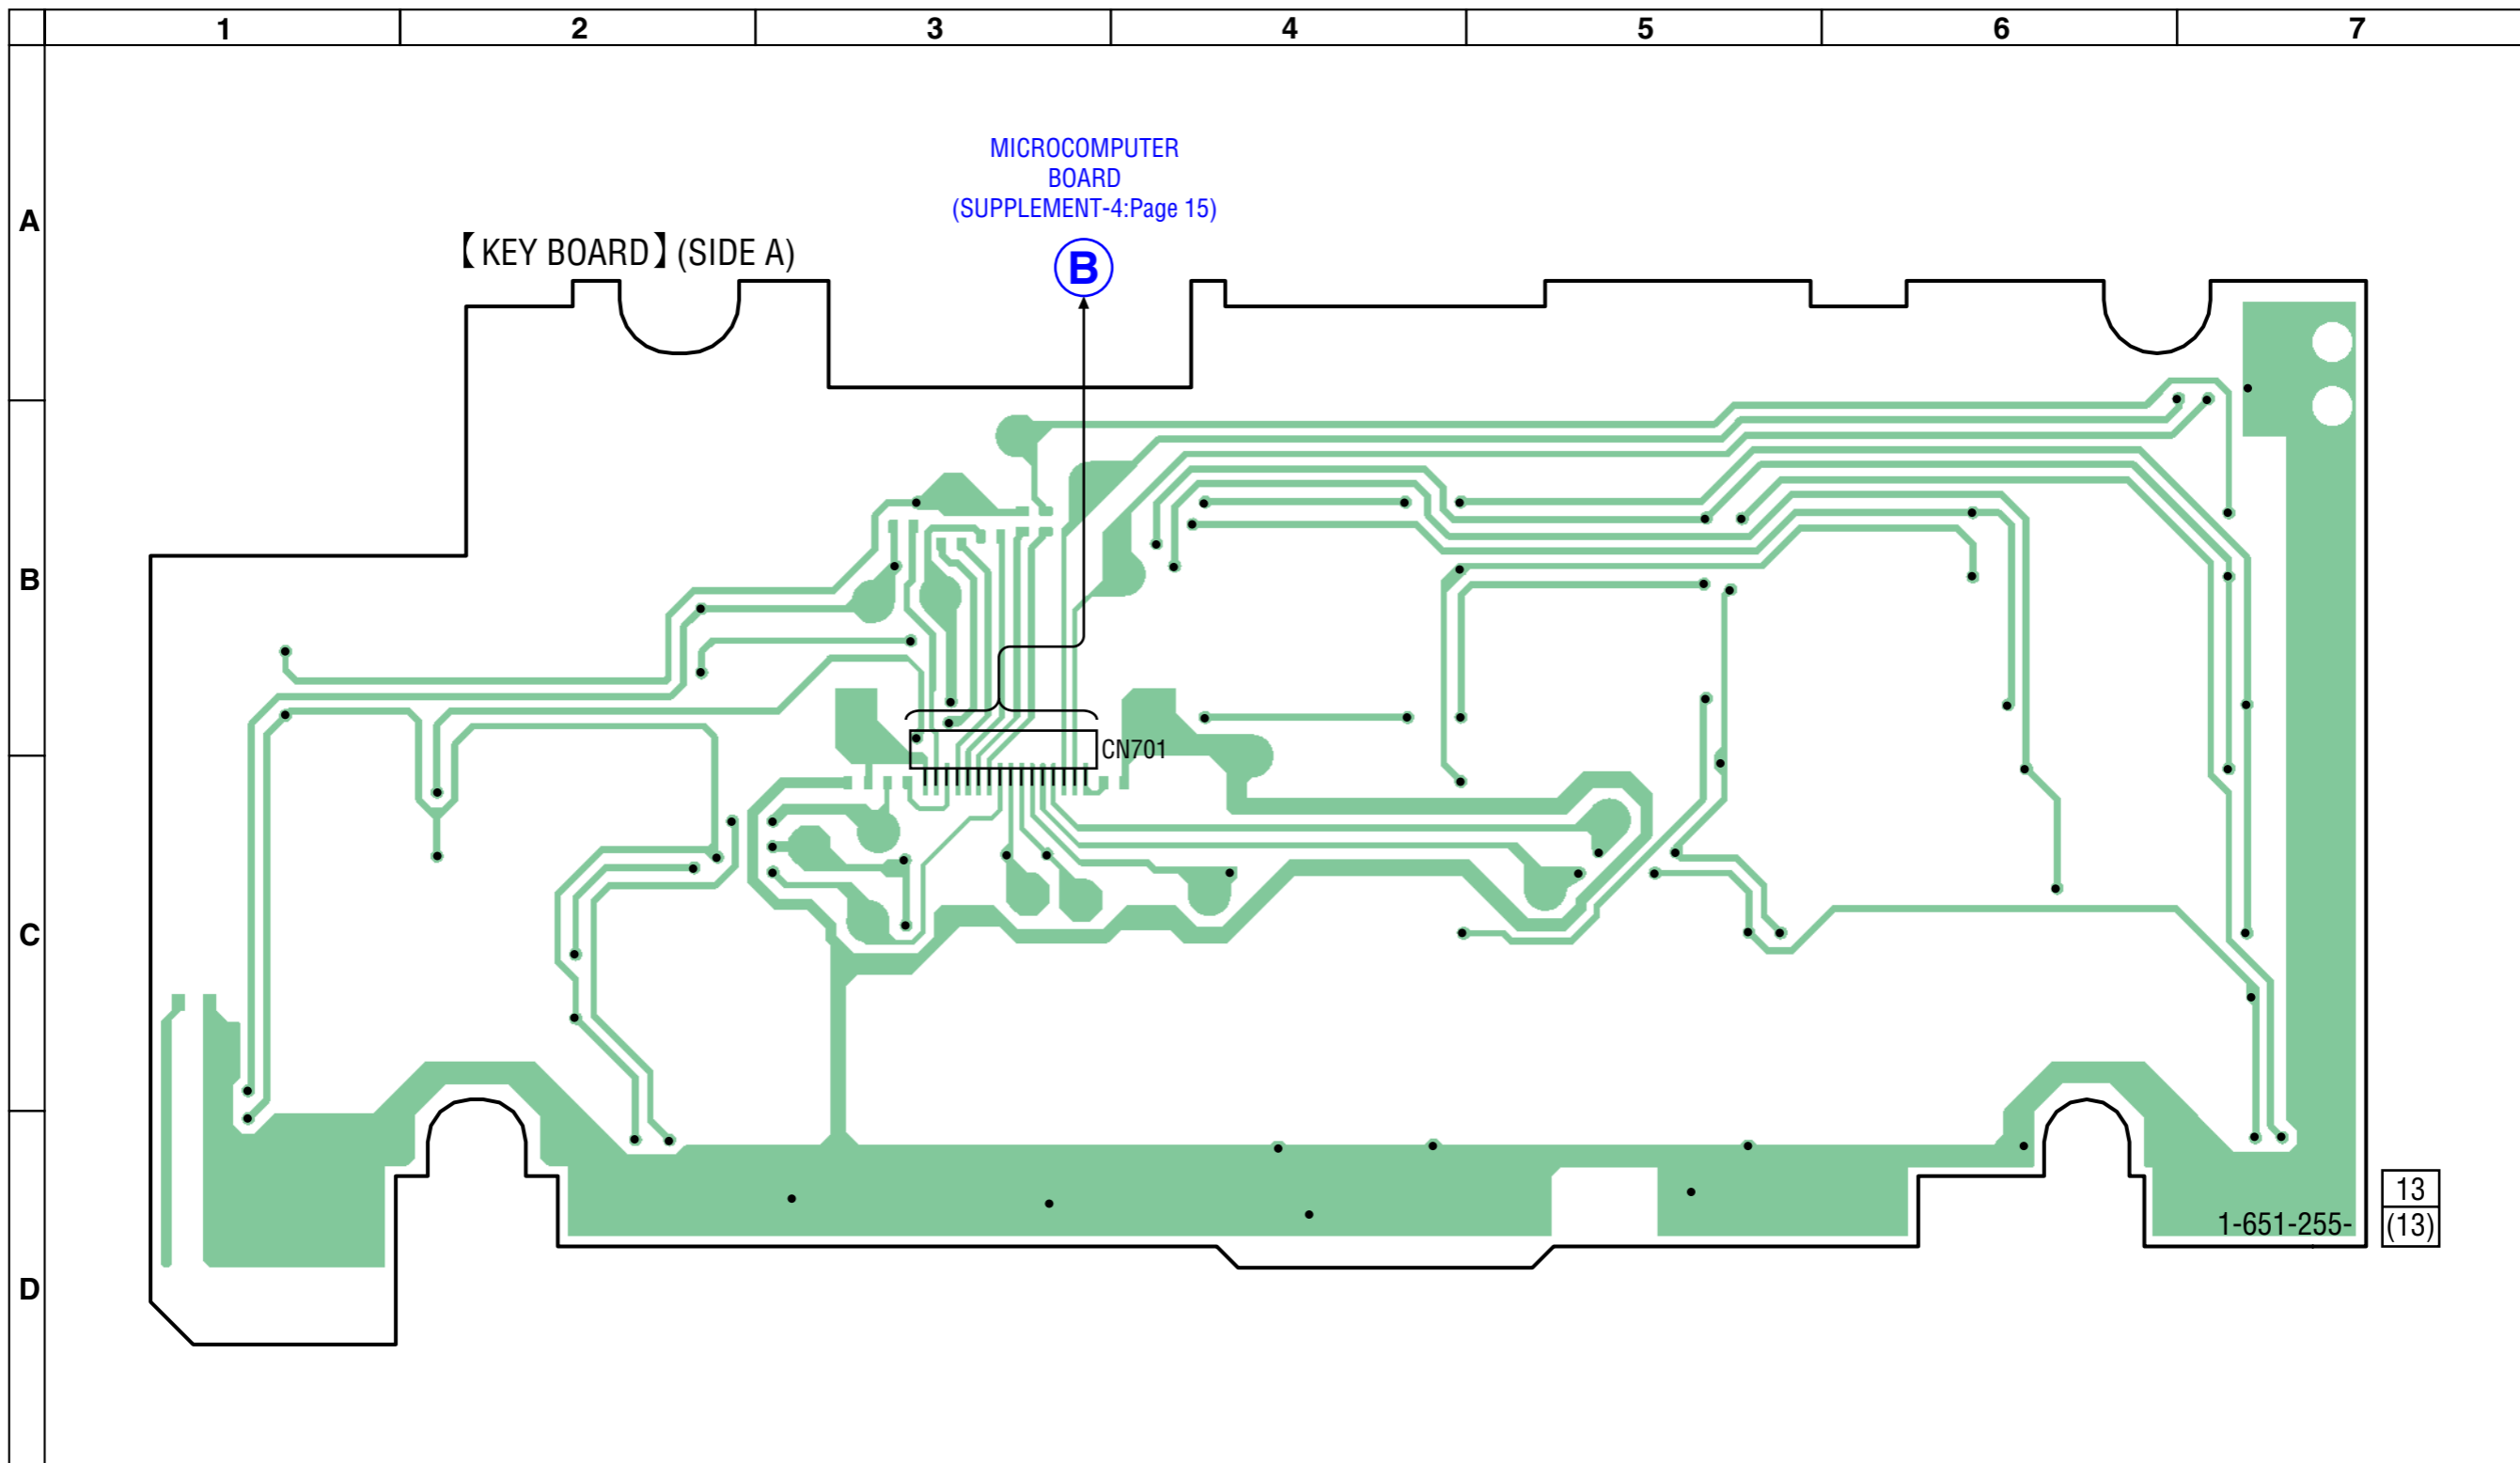 1 2 3 4 5 6 7
MICROCOMPUTER
BOARD
(SUPPLEMENT-4:Page 15)
A
【KEY BOARD】(SIDE A)
B
B
CN701
C
13
1-651-255-
(13)
D